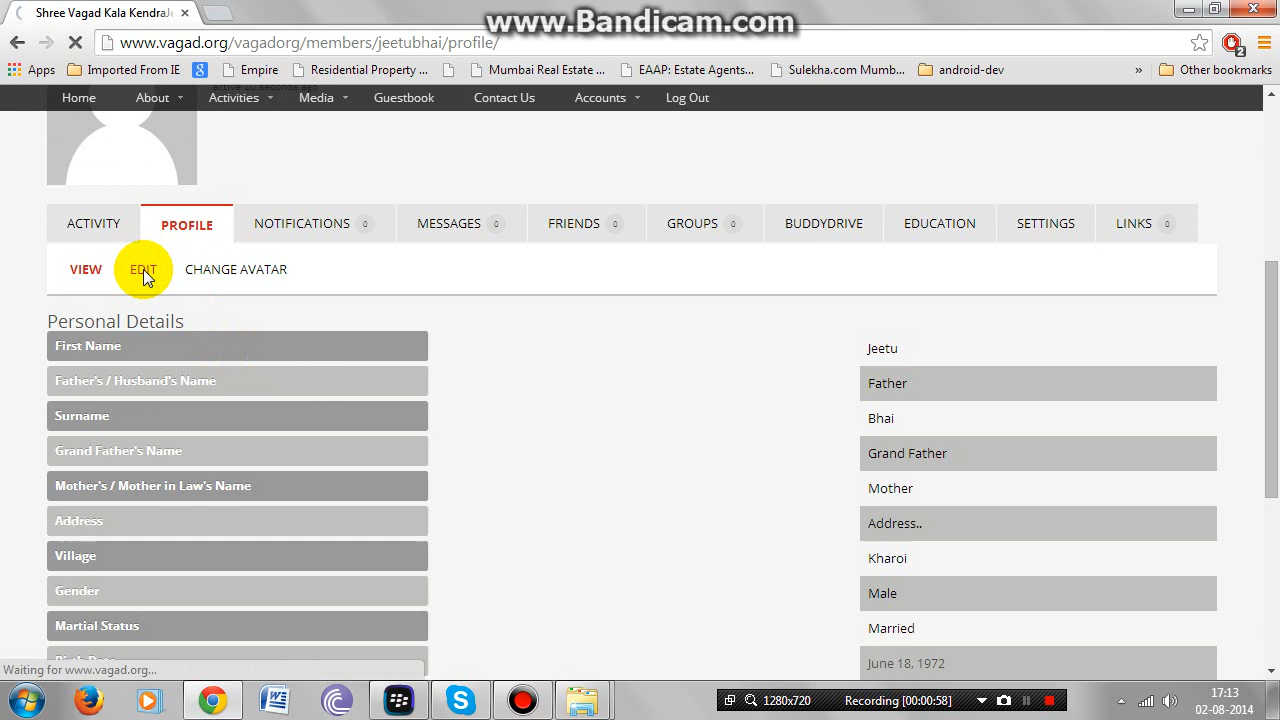 www.Bandicam.com
Shree Vagad Kala KendraJe
www.vagad.org/vagadorg/members/jeetubhai/profile/
2
Apps Imported From IE Empire Residential Property ... Mumbai Real Estate ... EAAP: Estate Agents... Sulekha.com Mumb... android-dev » Other bookmarks
Home About Activities Media Guestbook Contact Us Accounts Log Out
ACTIVITY PROFILE NOTIFICATIONS 0 MESSAGES 0 FRIENDS 0 GROUPS 0 BUDDYDRIVE EDUCATION SETTINGS LINKS 0
VIEW EDIT CHANGE AVATAR
Personal Details
First Name Jeetu
Father's / Husband's Name Father
Surname Bhai
Grand Father's Name Grand Father
Mother's / Mother in Law's Name Mother
Address Address..
Village Kharoi
Gender Male
Martial Status Married
Birth Date June 18, 1972
Waiting for www.vagad.org...
1280x720 Recording [00:00:58]
17:13
02-08-2014